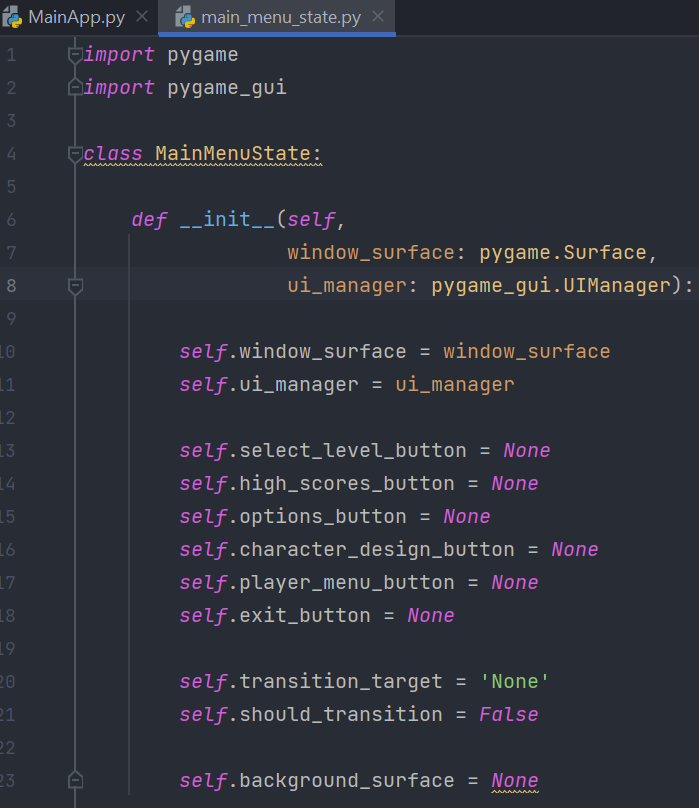 MainApp.py main_menu_state.py
1 import pygame
2 import pygame_gui
3
4 class MainMenuState:
5
6 def __init__(self,
7 window_surface: pygame.Surface,
8 ui_manager: pygame_gui.UIManager):
9
10 self.window_surface = window_surface
11 self.ui_manager = ui_manager
12
13 self.select_level_button = None
14 self.high_scores_button = None
15 self.options_button = None
16 self.character_design_button = None
17 self.player_menu_button = None
18 self.exit_button = None
19
20 self.transition_target = 'None'
21 self.should_transition = False
22
23 self.background_surface = None